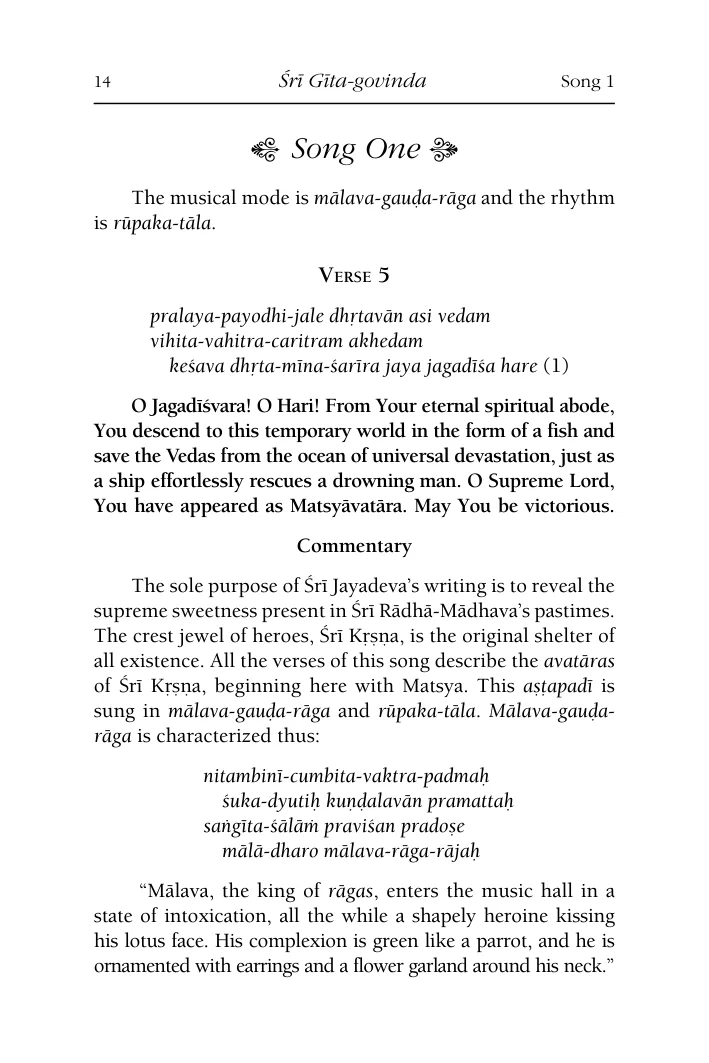 14 Śrī Gīta-govinda Song 1
Song One
The musical mode is mālava-gauḍa-rāga and the rhythm
is rūpaka-tāla.
Verse 5
pralaya-payodhi-jale dhṛtavān asi vedam
vihita-vahitra-caritram akhedam
keśava dhṛta-mīna-śarīra jaya jagadīśa hare (1)
O Jagadīśvara! O Hari! From Your eternal spiritual abode,
You descend to this temporary world in the form of a fish and
save the Vedas from the ocean of universal devastation, just as
a ship effortlessly rescues a drowning man. O Supreme Lord,
You have appeared as Matsyāvatāra. May You be victorious.
Commentary
The sole purpose of Śrī Jayadeva’s writing is to reveal the
supreme sweetness present in Śrī Rādhā-Mādhava’s pastimes.
The crest jewel of heroes, Śrī Kṛṣṇa, is the original shelter of
all existence. All the verses of this song describe the avatāras
of Śrī Kṛṣṇa, beginning here with Matsya. This aṣṭapadī is
sung in mālava-gauḍa-rāga and rūpaka-tāla. Mālava-gauḍa-
rāga is characterized thus:
nitambinī-cumbita-vaktra-padmaḥ
śuka-dyutiḥ kuṇḍalavān pramattaḥ
saṅgīta-śālāṁ praviśan pradoṣe
mālā-dharo mālava-rāga-rājaḥ
“Mālava, the king of rāgas, enters the music hall in a
state of intoxication, all the while a shapely heroine kissing
his lotus face. His complexion is green like a parrot, and he is
ornamented with earrings and a flower garland around his neck.”